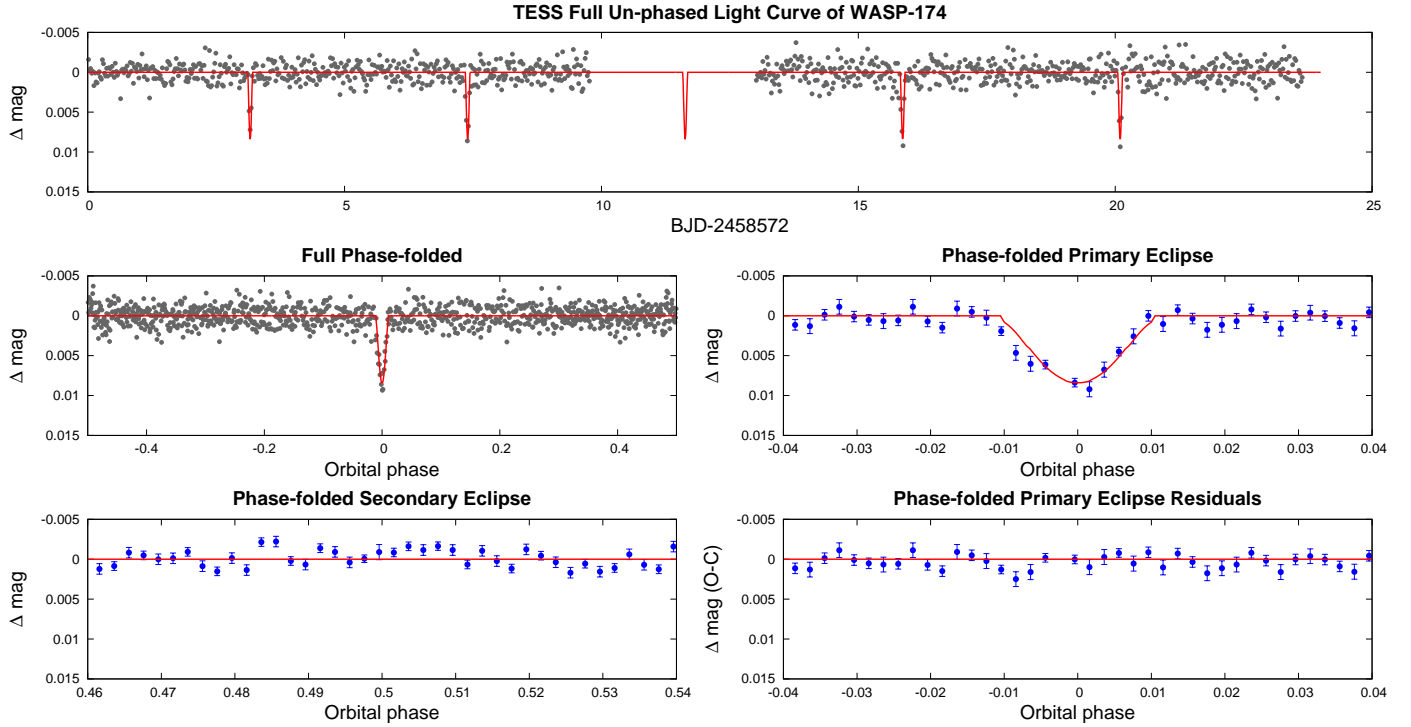 TESS Full Un-phased Light Curve of WASP-174
-0.005
0
0.005
0.01
0.015
Δ mag
0 5 10 15 20 25
BJD-2458572
Full Phase-folded
-0.005
0
0.005
0.01
0.015
Δ mag
-0.4 -0.2 0 0.2 0.4
Orbital phase
Phase-folded Primary Eclipse
-0.005
0
0.005
0.01
0.015
Δ mag
-0.04 -0.03 -0.02 -0.01 0 0.01 0.02 0.03 0.04
Orbital phase
Phase-folded Secondary Eclipse
-0.005
0
0.005
0.01
0.015
Δ mag
0.46 0.47 0.48 0.49 0.5 0.51 0.52 0.53 0.54
Orbital phase
Phase-folded Primary Eclipse Residuals
-0.005
0
0.005
0.01
0.015
Δ mag (O-C)
-0.04 -0.03 -0.02 -0.01 0 0.01 0.02 0.03 0.04
Orbital phase